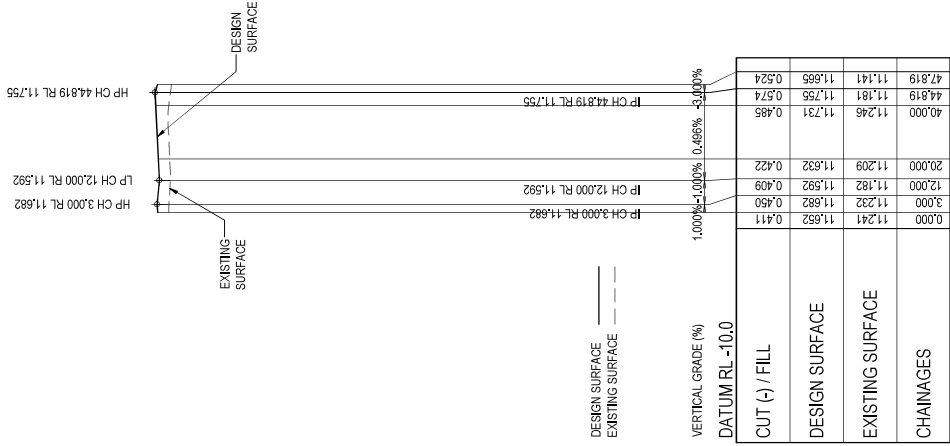 HP CH 3.000 RL 11.682
LP CH 12.000 RL 11.592
HP CH 44.819 RL 11.755
EXISTING
SURFACE
DESIGN
SURFACE
IP CH 3.000 RL 11.682
IP CH 12.000 RL 11.592
IP CH 44.819 RL 11.755
DESIGN SURFACE
EXISTING SURFACE
VERTICAL GRADE (%) 1.000% -1.000% 0.496% -3.000%
DATUM RL -10.0
CUT (-) / FILL 0.411 0.450 0.409 0.422 0.485 0.574 0.524
DESIGN SURFACE 11.652 11.682 11.592 11.632 11.731 11.755 11.665
EXISTING SURFACE 11.241 11.232 11.182 11.209 11.246 11.181 11.141
CHAINAGES 0.000 3.000 12.000 20.000 40.000 44.819 47.819